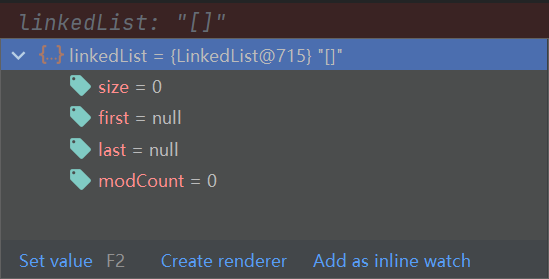 linkedList: "[]"
{...} linkedList = {LinkedList@715} "[]"
size = 0
first = null
last = null
modCount = 0
Set value F2 Create renderer Add as inline watch